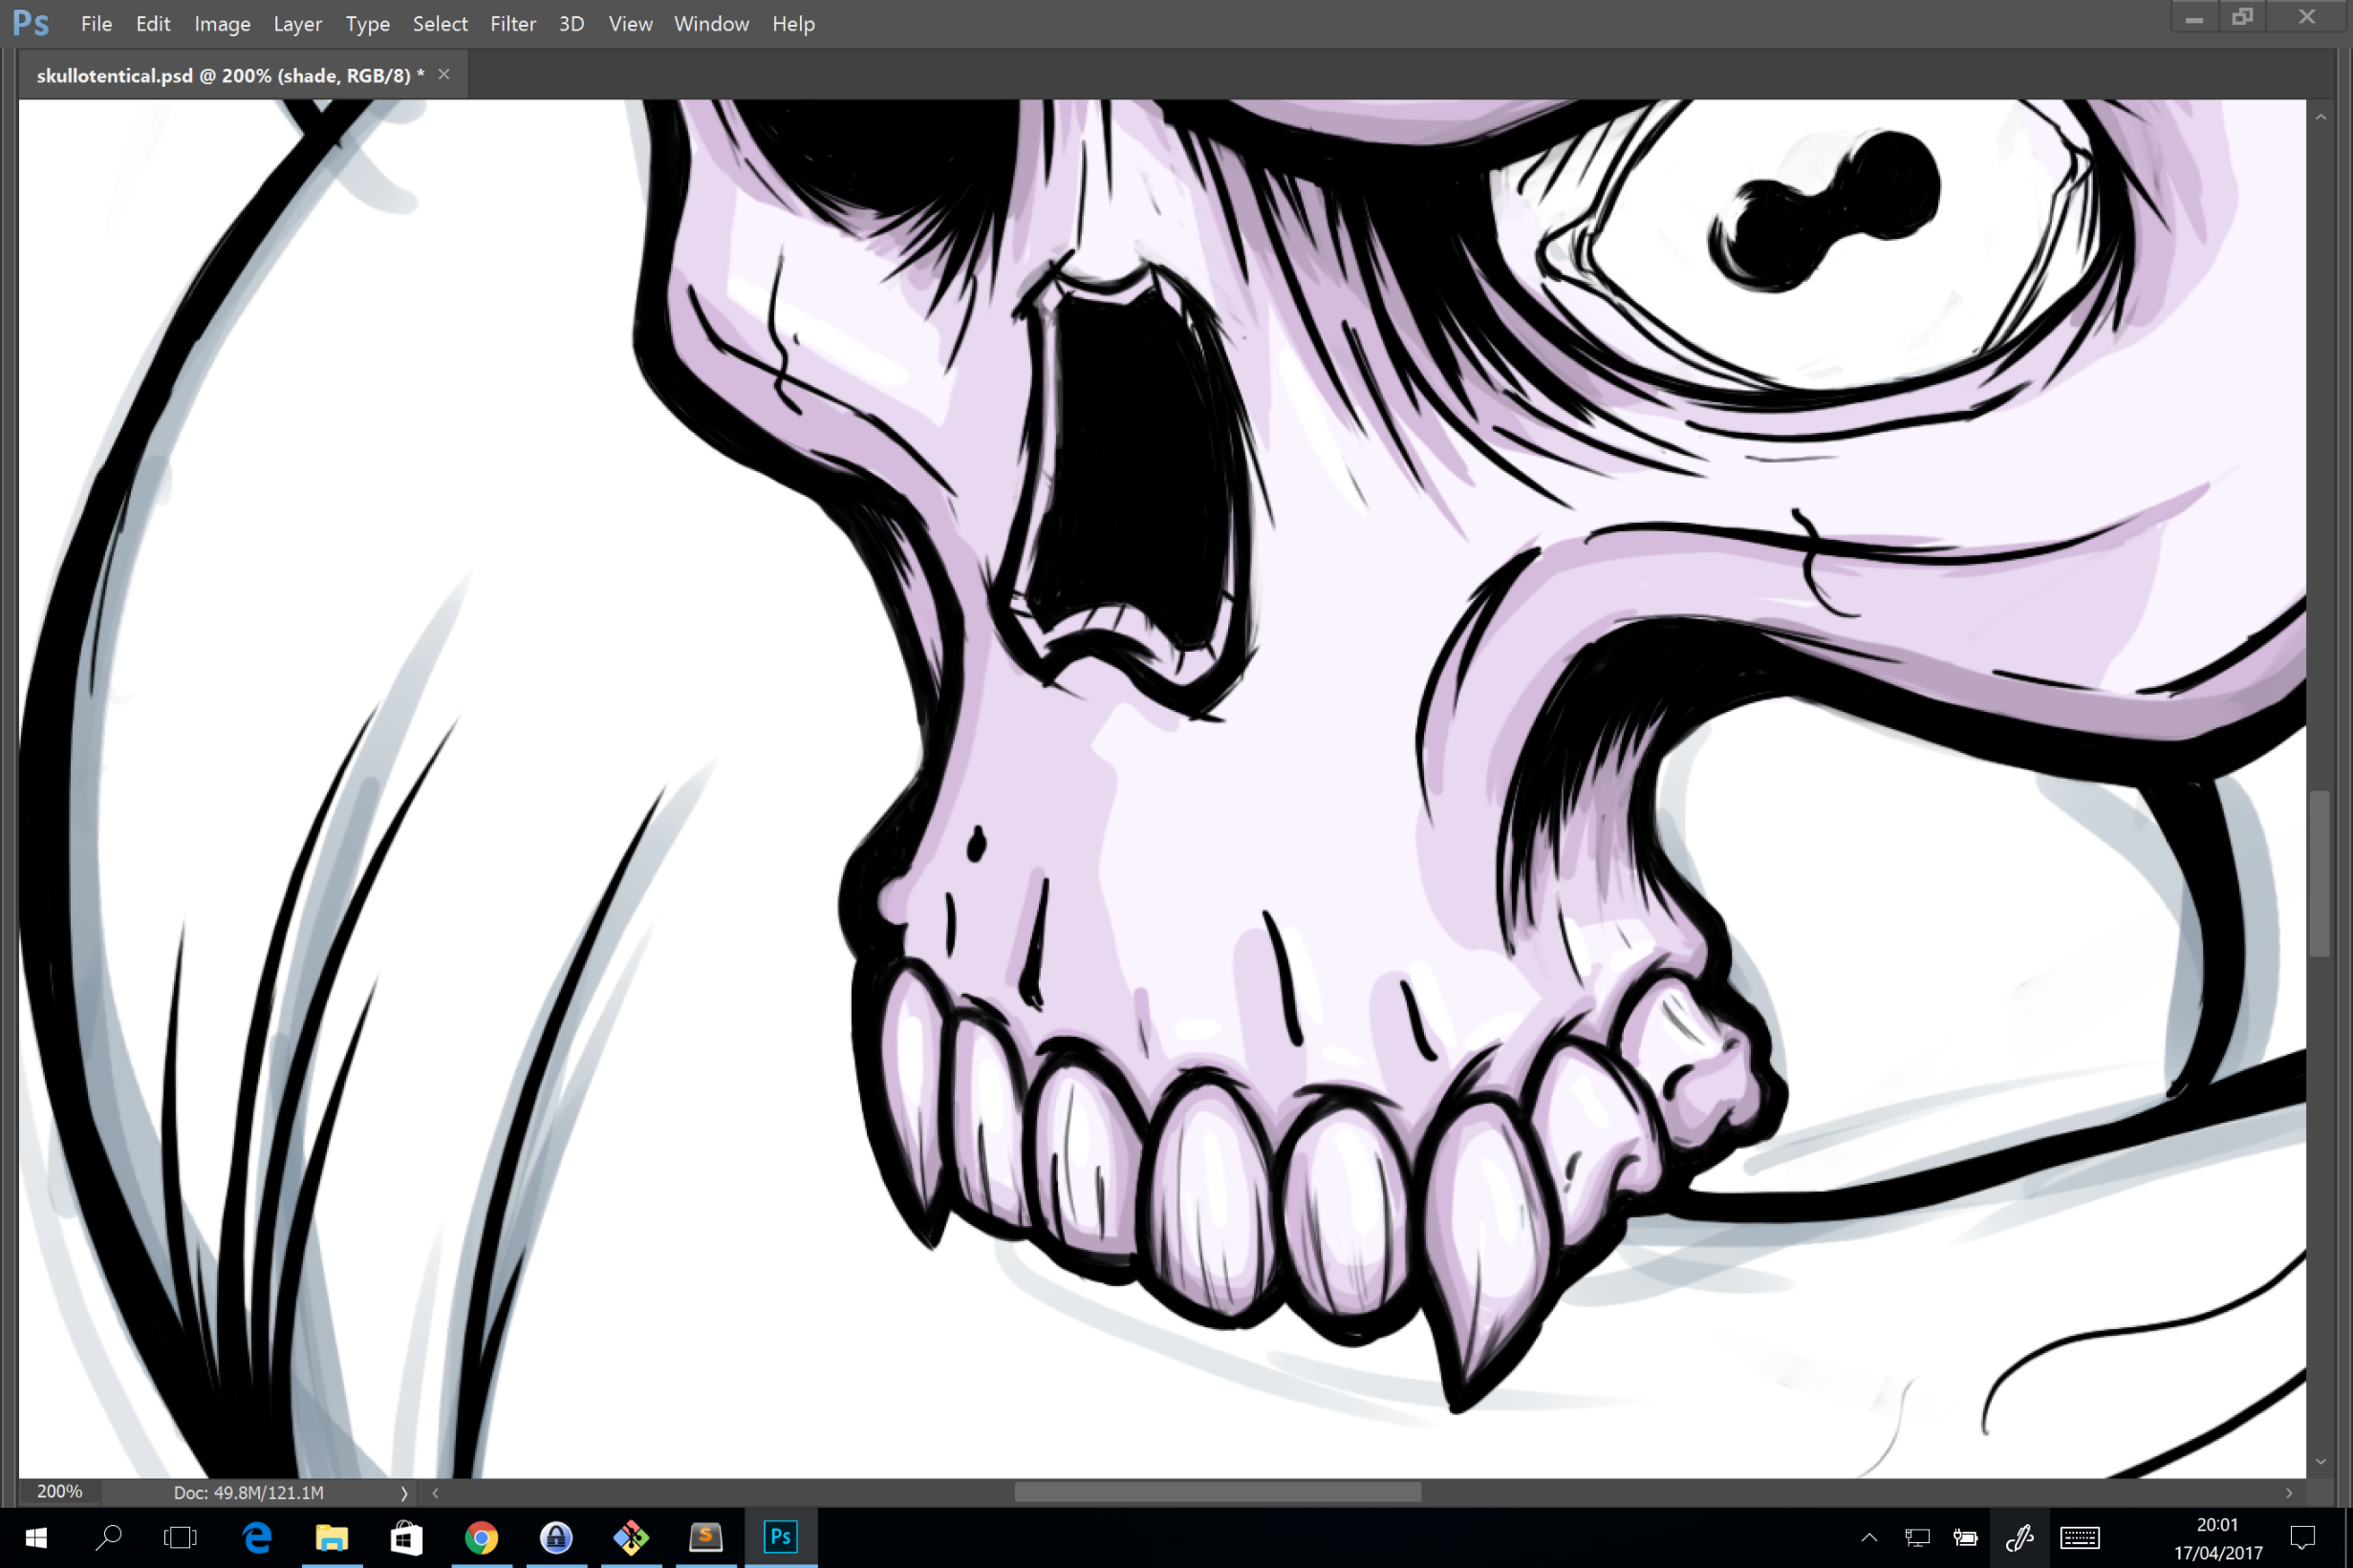 Ps File Edit Image Layer Type Select Filter 3D View Window Help
skullotentical.psd @ 200% (shade, RGB/8) * ×
200% Doc: 49.8M/121.1M
S Ps 20:01
17/04/2017